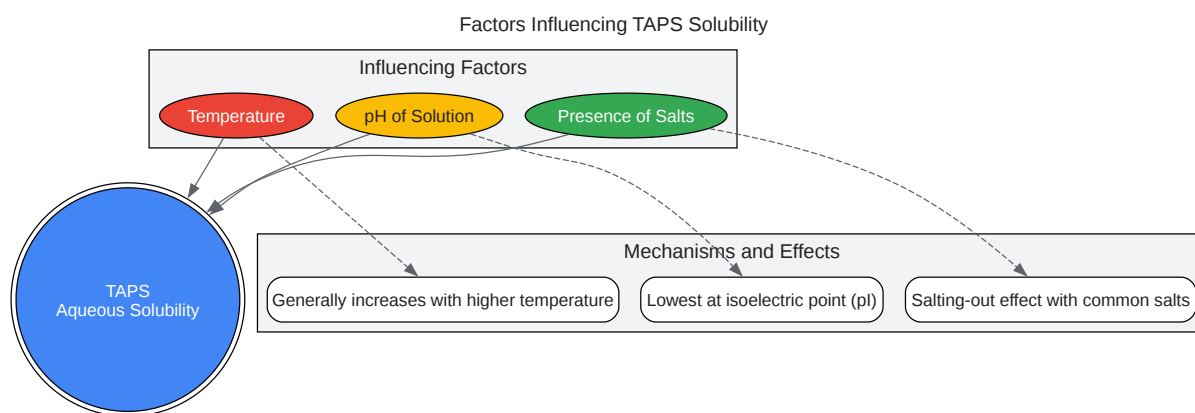 Factors Influencing TAPS Solubility
Influencing Factors
Temperature
pH of Solution
Presence of Salts
Mechanisms and Effects
TAPS
Aqueous Solubility
Generally increases with higher temperature
Lowest at isoelectric point (pI)
Salting-out effect with common salts